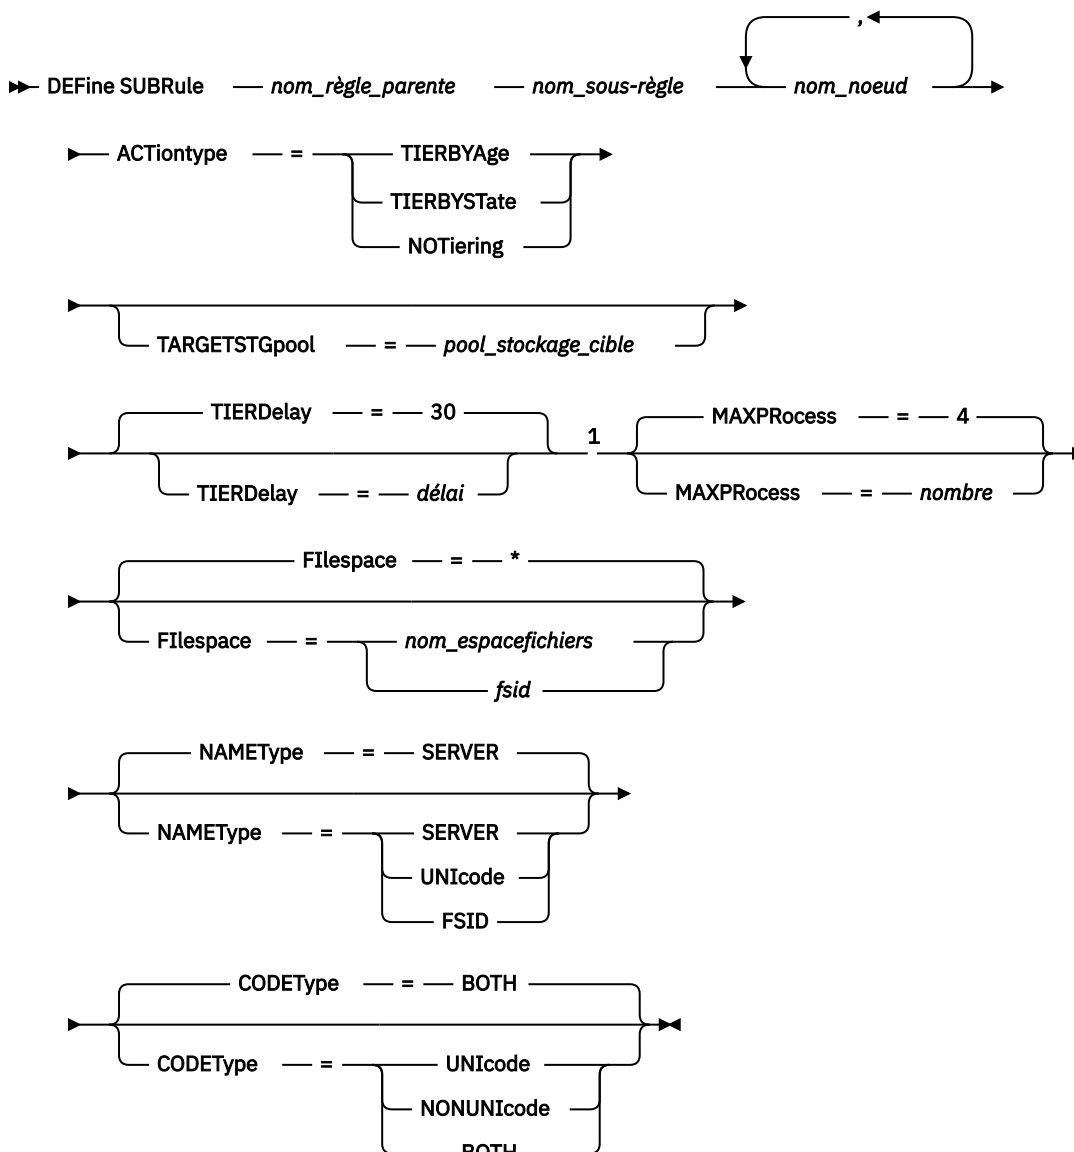 ,
DEFine SUBRule nom_règle_parente nom_sous-règle nom_noeud
ACTiontype = TIERBYAge
TIERBYSTate
NOTiering
TARGETSTGpool = pool_stockage_cible
TIERDelay = 30
1
MAXPRocess = 4
TIERDelay = délai
MAXPRocess = nombre
FIlespace = *
FIlespace = nom_espacefichiers
fsid
NAMEType = SERVER
NAMEType = SERVER
UNIcode
FSID
CODEType = BOTH
CODEType = UNIcode
NONUNIcode
BOTH